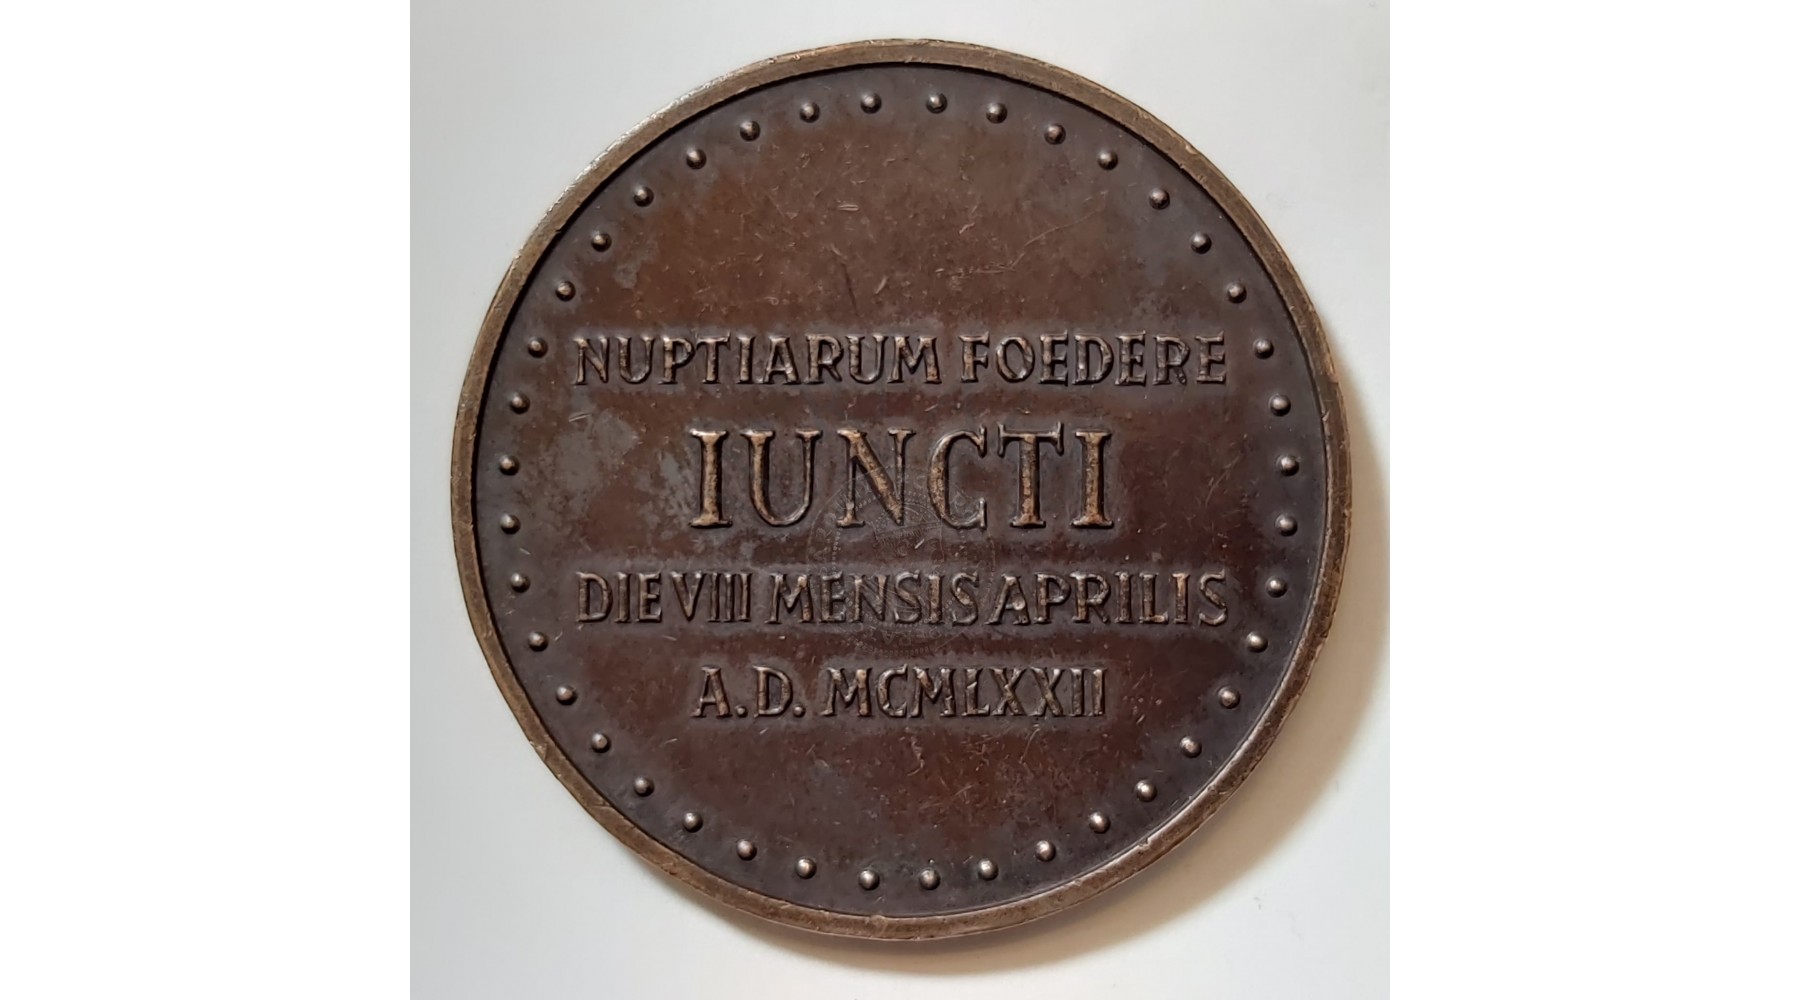 NUPTIARUM FOEDERE
IUNCTI
DIE VIII MENSIS APRILIS
A.D. MCMLXXII